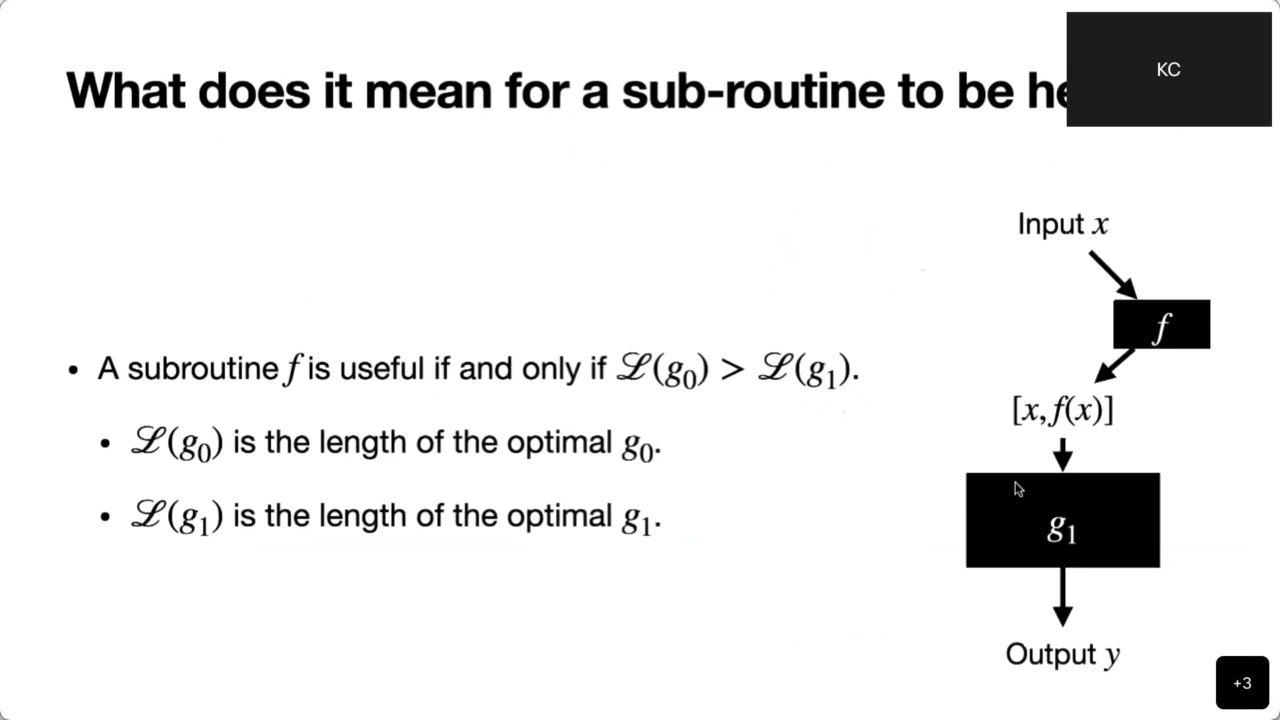 What does it mean for a sub-routine to be he
KC
Input x
f
• A subroutine f is useful if and only if ℒ(g₀) > ℒ(g₁).
[x, f(x)]
• ℒ(g₀) is the length of the optimal g₀.
• ℒ(g₁) is the length of the optimal g₁.
g₁
Output y
+3